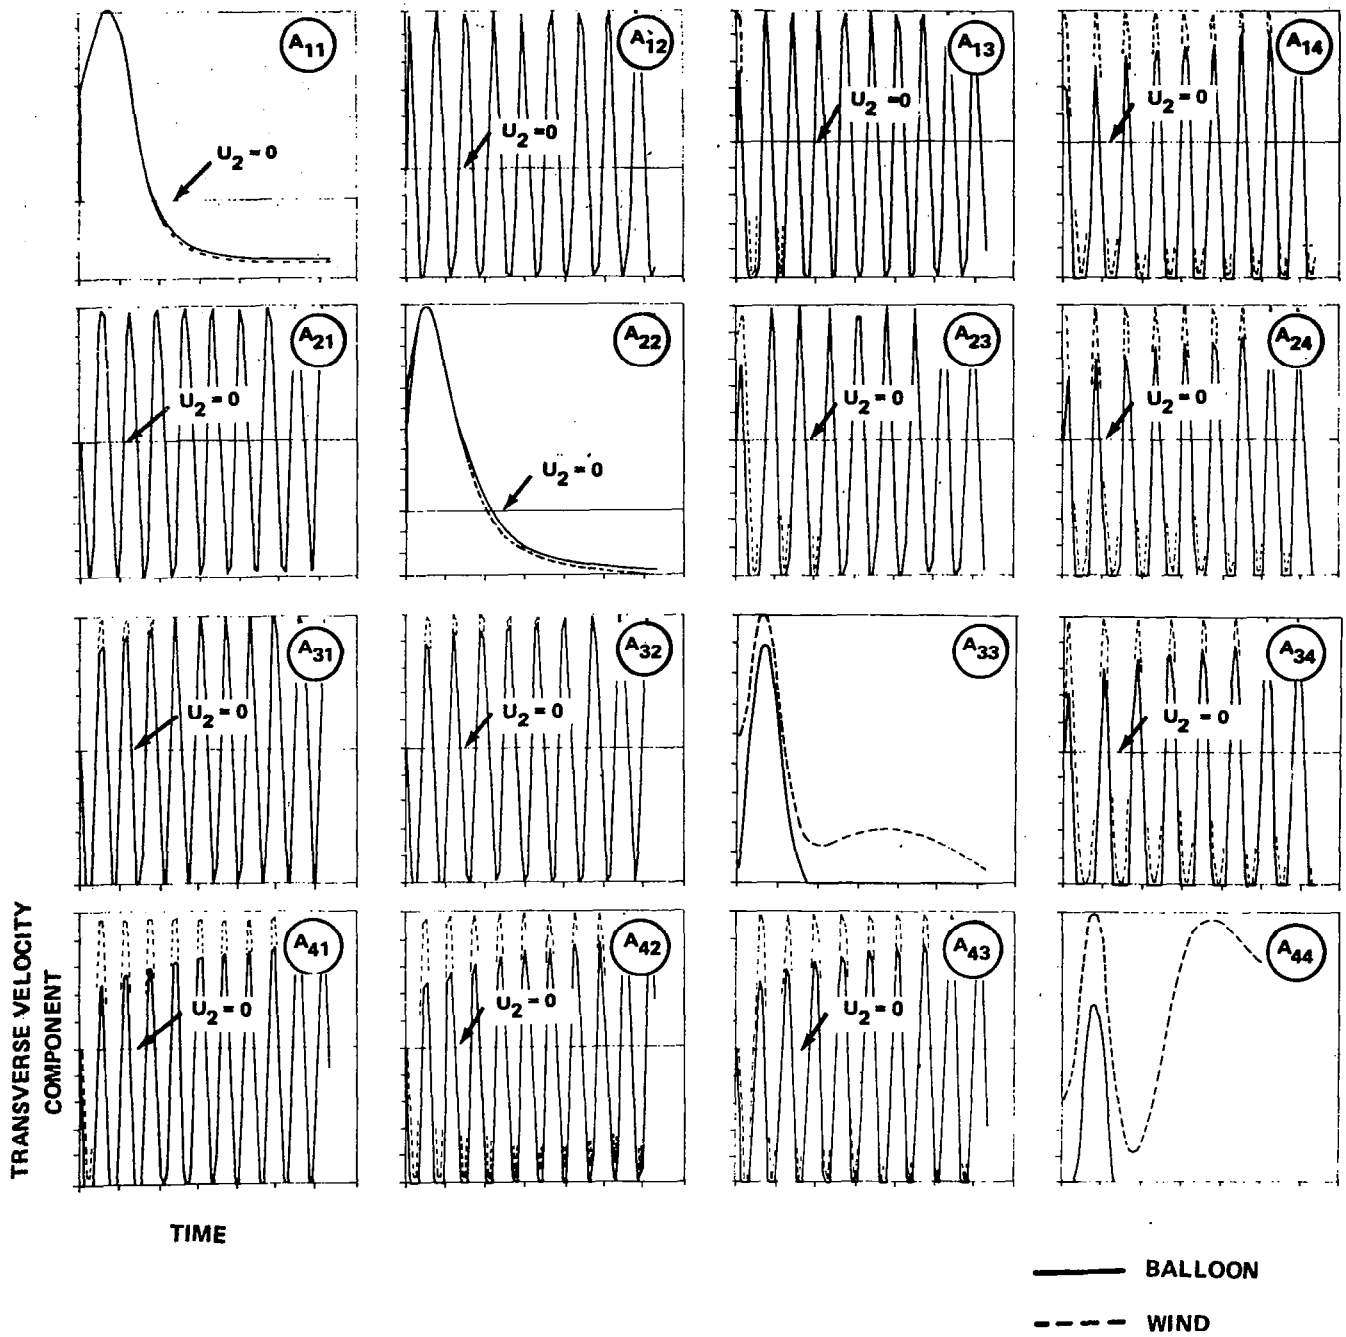 A11
A12
A13
A14
U2 = 0
U2 = 0
U2 = 0
U2 = 0
A21
A22
A23
A24
U2 = 0
U2 = 0
U2 = 0
U2 = 0
A31
A32
A33
A34
U2 = 0
U2 = 0
U2 = 0
A41
A42
A43
A44
U2 = 0
U2 = 0
U2 = 0
TRANSVERSE VELOCITY
COMPONENT
TIME
BALLOON
WIND